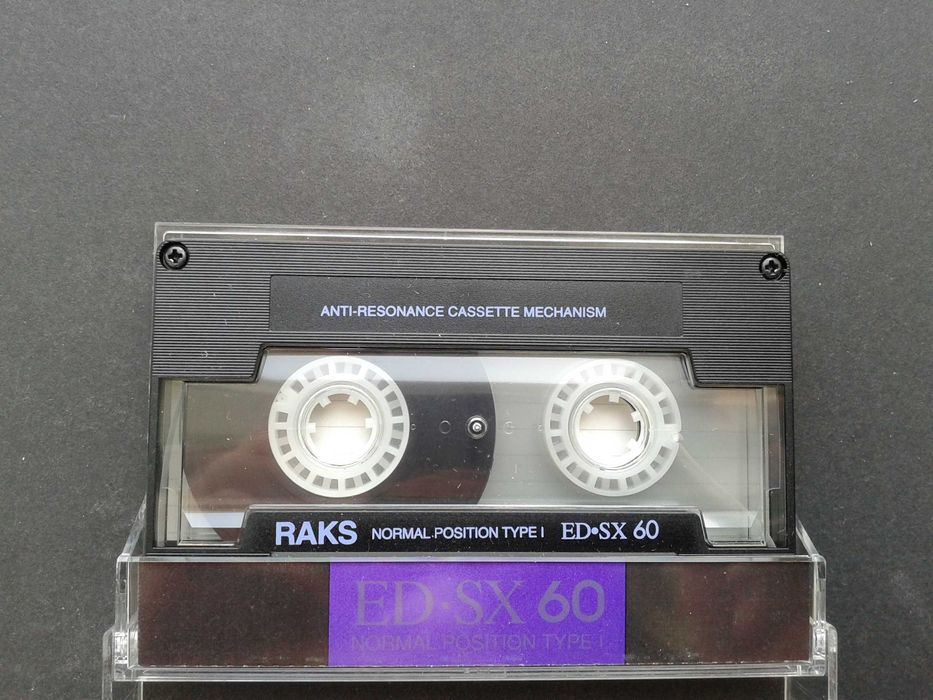 ANTI-RESONANCE CASSETTE MECHANISM
RAKS NORMAL POSITION TYPE I ED•SX 60
ED•SX 60
NORMAL POSITION TYPE I